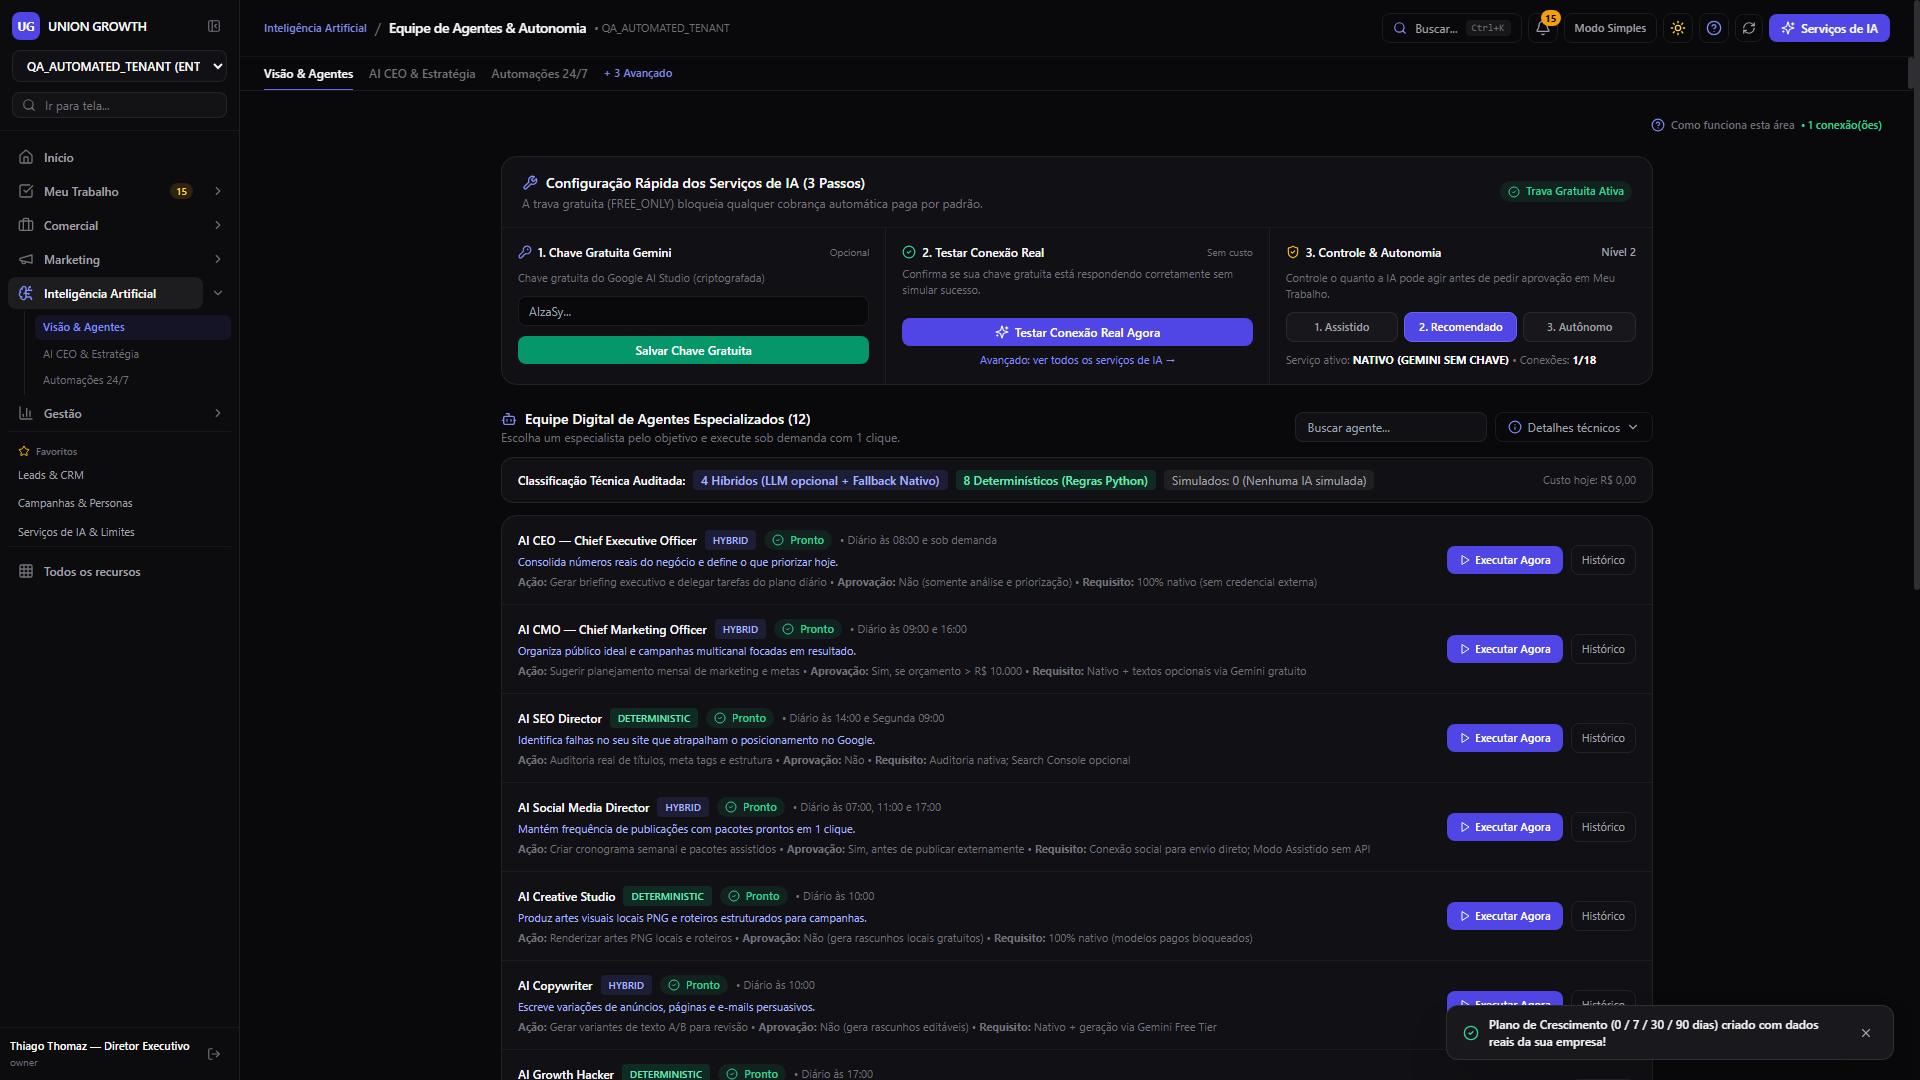 UG UNION GROWTH
QA_AUTOMATED_TENANT (ENT
Ir para tela...
Início
Meu Trabalho 15
Comercial
Marketing
Inteligência Artificial
Visão & Agentes
AI CEO & Estratégia
Automações 24/7
Gestão
Favoritos
Leads & CRM
Campanhas & Personas
Serviços de IA & Limites
Todos os recursos
Thiago Thomaz — Diretor Executivo
owner
Inteligência Artificial / Equipe de Agentes & Autonomia • QA_AUTOMATED_TENANT
Buscar... Ctrl+K
15
Modo Simples
Serviços de IA
Visão & Agentes AI CEO & Estratégia Automações 24/7 + 3 Avançado
Como funciona esta área • 1 conexão(ões)
Configuração Rápida dos Serviços de IA (3 Passos)
A trava gratuita (FREE_ONLY) bloqueia qualquer cobrança automática paga por padrão.
Trava Gratuita Ativa
1. Chave Gratuita Gemini Opcional
Chave gratuita do Google AI Studio (criptografada)
AIzaSy...
Salvar Chave Gratuita
2. Testar Conexão Real Sem custo
Confirma se sua chave gratuita está respondendo corretamente sem
simular sucesso.
Testar Conexão Real Agora
Avançado: ver todos os serviços de IA →
3. Controle & Autonomia Nível 2
Controle o quanto a IA pode agir antes de pedir aprovação em Meu
Trabalho.
1. Assistido 2. Recomendado 3. Autônomo
Serviço ativo: NATIVO (GEMINI SEM CHAVE) • Conexões: 1/18
Equipe Digital de Agentes Especializados (12)
Escolha um especialista pelo objetivo e execute sob demanda com 1 clique.
Buscar agente... Detalhes técnicos
Classificação Técnica Auditada: 4 Híbridos (LLM opcional + Fallback Nativo) 8 Determinísticos (Regras Python) Simulados: 0 (Nenhuma IA simulada) Custo hoje: R$ 0,00
AI CEO — Chief Executive Officer HYBRID Pronto • Diário às 08:00 e sob demanda
Consolida números reais do negócio e define o que priorizar hoje.
Ação: Gerar briefing executivo e delegar tarefas do plano diário • Aprovação: Não (somente análise e priorização) • Requisito: 100% nativo (sem credencial externa)
Executar Agora Histórico
AI CMO — Chief Marketing Officer HYBRID Pronto • Diário às 09:00 e 16:00
Organiza público ideal e campanhas multicanal focadas em resultado.
Ação: Sugerir planejamento mensal de marketing e metas • Aprovação: Sim, se orçamento > R$ 10.000 • Requisito: Nativo + textos opcionais via Gemini gratuito
Executar Agora Histórico
AI SEO Director DETERMINISTIC Pronto • Diário às 14:00 e Segunda 09:00
Identifica falhas no seu site que atrapalham o posicionamento no Google.
Ação: Auditoria real de títulos, meta tags e estrutura • Aprovação: Não • Requisito: Auditoria nativa; Search Console opcional
Executar Agora Histórico
AI Social Media Director HYBRID Pronto • Diário às 07:00, 11:00 e 17:00
Mantém frequência de publicações com pacotes prontos em 1 clique.
Ação: Criar cronograma semanal e pacotes assistidos • Aprovação: Sim, antes de publicar externamente • Requisito: Conexão social para envio direto; Modo Assistido sem API
Executar Agora Histórico
AI Creative Studio DETERMINISTIC Pronto • Diário às 10:00
Produz artes visuais locais PNG e roteiros estruturados para campanhas.
Ação: Renderizar artes PNG locais e roteiros • Aprovação: Não (gera rascunhos locais gratuitos) • Requisito: 100% nativo (modelos pagos bloqueados)
Executar Agora Histórico
AI Copywriter HYBRID Pronto • Diário às 10:00
Escreve variações de anúncios, páginas e e-mails persuasivos.
Ação: Gerar variantes de texto A/B para revisão • Aprovação: Não (gera rascunhos editáveis) • Requisito: Nativo + geração via Gemini Free Tier
Executar Agora Histórico
AI Growth Hacker DETERMINISTIC Pronto • Diário às 17:00
Plano de Crescimento (0 / 7 / 30 / 90 dias) criado com dados
reais da sua empresa!